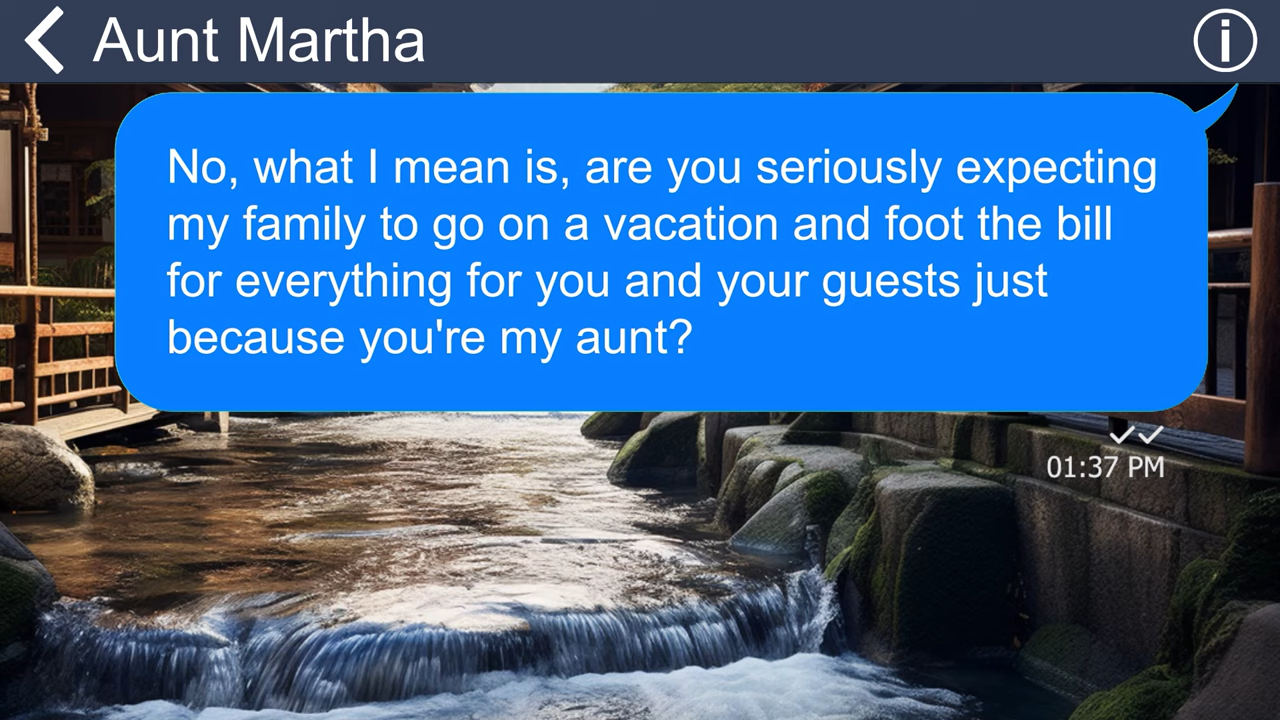 Aunt Martha
No, what I mean is, are you seriously expecting
my family to go on a vacation and foot the bill
for everything for you and your guests just
because you're my aunt?
01:37 PM